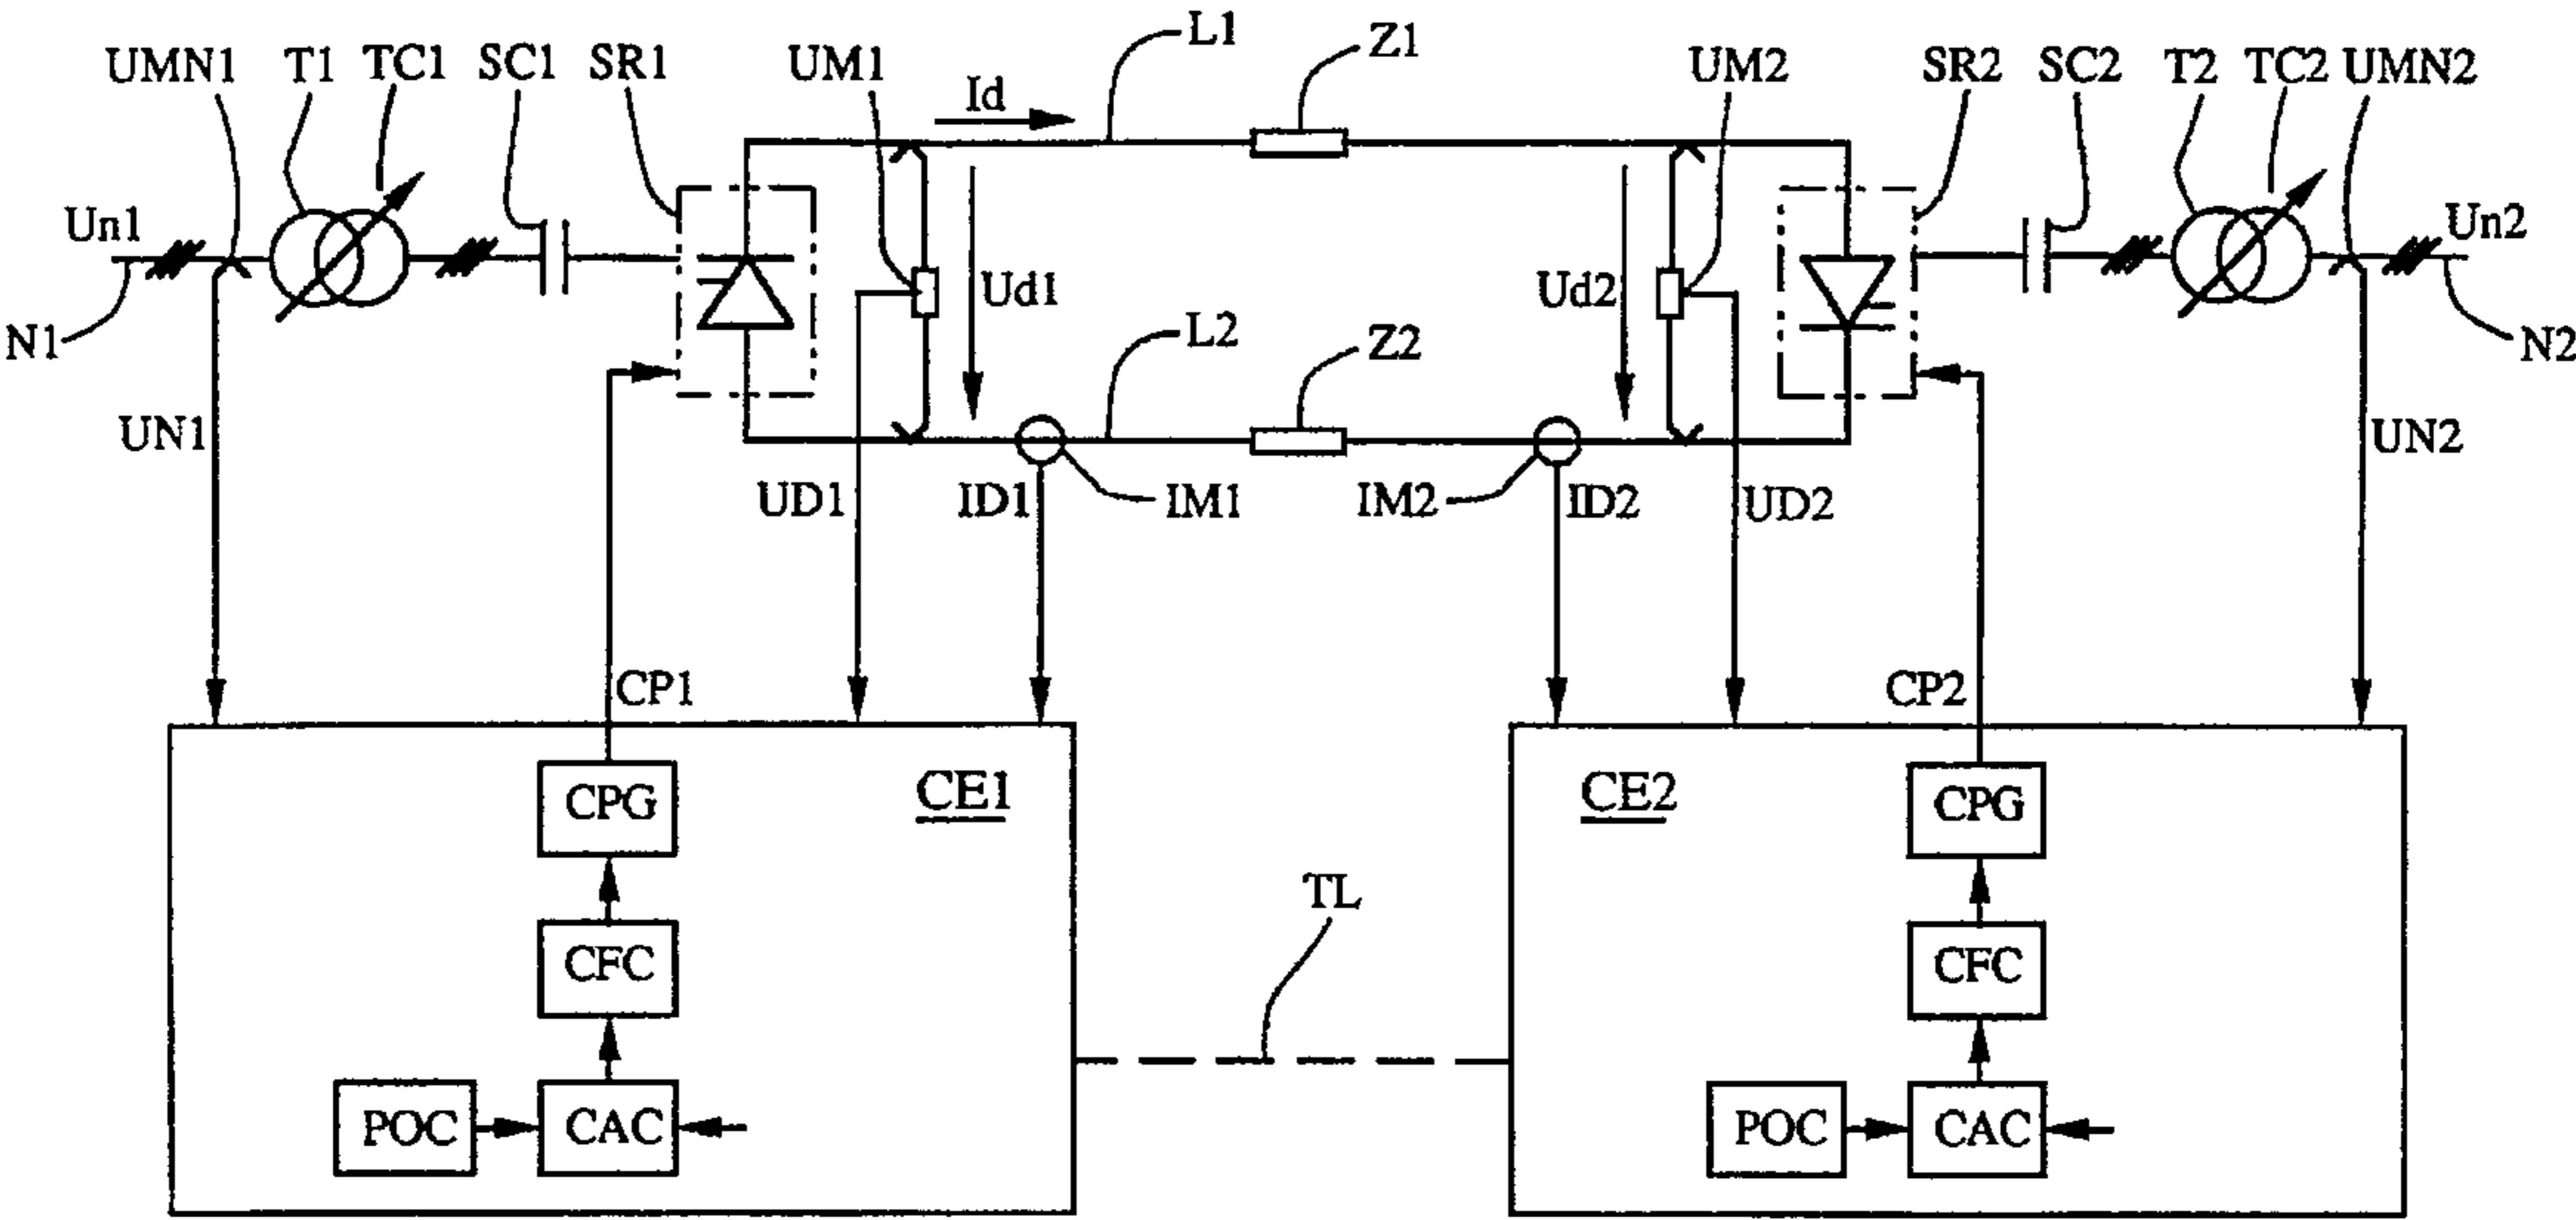 L1
Z1
UMN1 T1 TC1 SC1 SR1 UM1 UM2 SR2 SC2 T2 TC2 UMN2
Id
Un1 Un2
Ud1 Ud2
N1 L2 Z2 N2
UN1 UN2
UD1 ID1 IM1 IM2 ID2 UD2
CP1 CP2
CPG CE1 CE2 CPG
TL
CFC CFC
POC CAC POC CAC